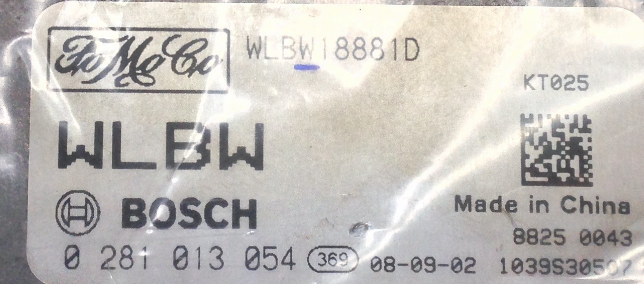 FoMoCo WLBW18881D
KT025
WLBW
BOSCH
Made in China
8825 0043
0 281 013 054 369 08-09-02 1039S30507